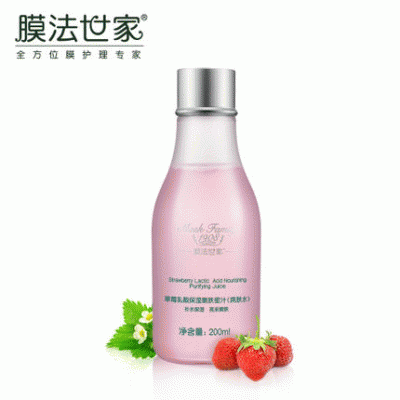 膜法世家®
全方位膜护理专家
Mask Family
1908
膜法世家
Strawberry Lactic Acid Nourishing
Purifying Juice
草莓乳酸保湿嫩肤蜜汁(润肤水)
净含量:200ml